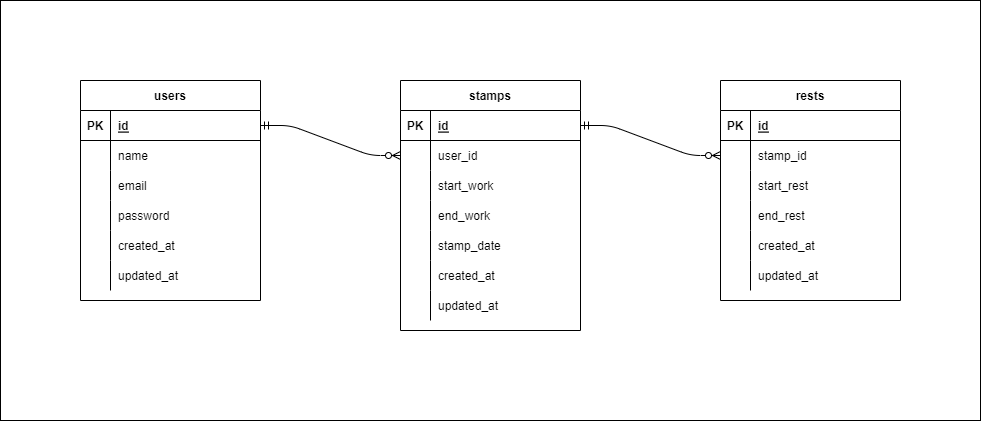 users
PK id
name
email
password
created_at
updated_at
stamps
PK id
user_id
start_work
end_work
stamp_date
created_at
updated_at
rests
PK id
stamp_id
start_rest
end_rest
created_at
updated_at